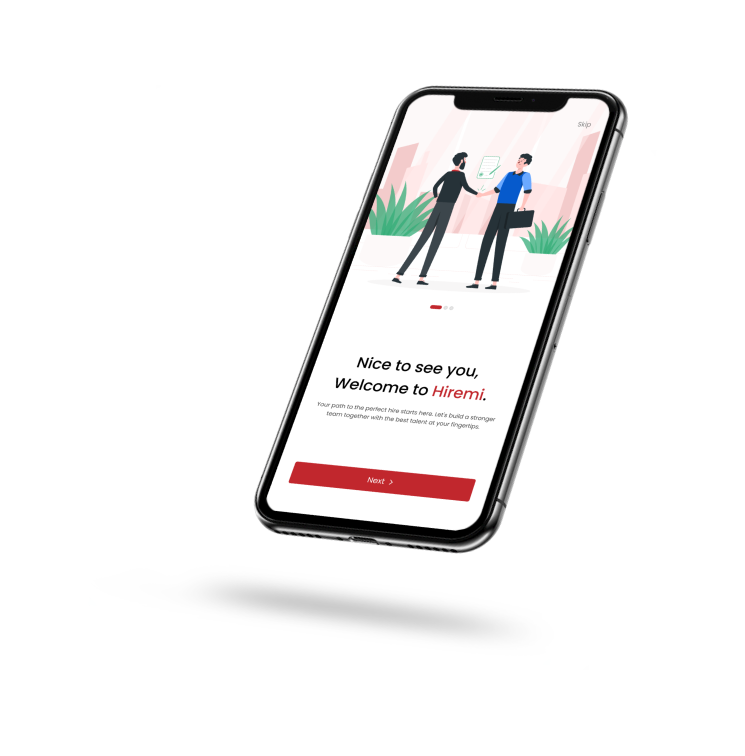 Skip
Nice to see you,
Welcome to Hiremi.
Your path to the perfect hire starts here. Let's build a stronger
team together with the best talent at your fingertips.
Next >